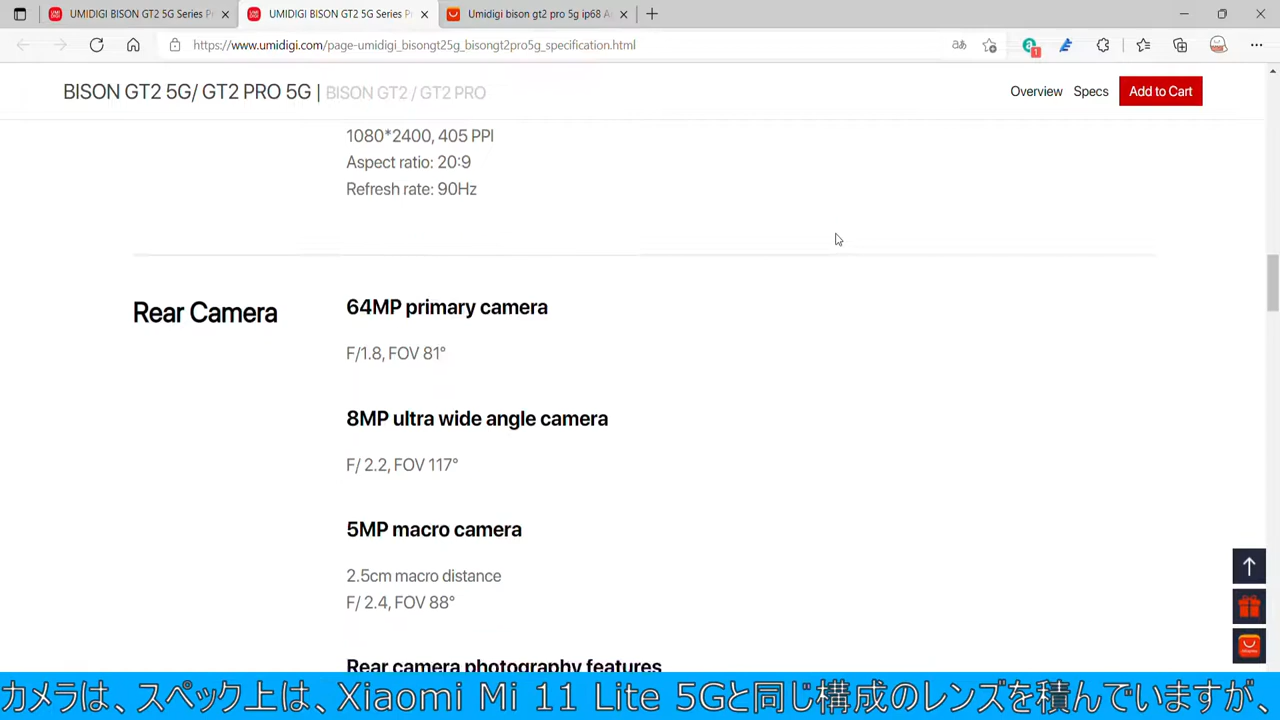 UMIDIGI BISON GT2 5G Series P
UMIDIGI BISON GT2 5G Series P
Umidigi bison gt2 pro 5g ip68 A
https://www.umidigi.com/page-umidigi_bisongt25g_bisongt2pro5g_specification.html
BISON GT2 5G/ GT2 PRO 5G | BISON GT2 / GT2 PRO
Overview Specs Add to Cart
1080*2400, 405 PPI
Aspect ratio: 20:9
Refresh rate: 90Hz
Rear Camera
64MP primary camera
F/1.8, FOV 81°
8MP ultra wide angle camera
F/ 2.2, FOV 117°
5MP macro camera
2.5cm macro distance
F/ 2.4, FOV 88°
Rear camera photography features
カメラは、スペック上は、Xiaomi Mi 11 Lite 5Gと同じ構成のレンズを積んでいますが、